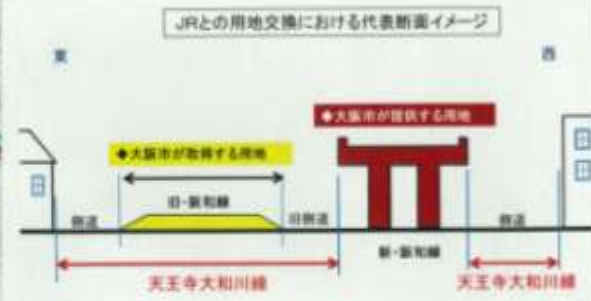 JRとの用地交換における代表断面イメージ
東
西
◆大阪市が提供する用地
◆大阪市が取得する用地
旧・阪和線
側道
旧側道
新・阪和線
側道
天王寺大和川線
天王寺大和川線